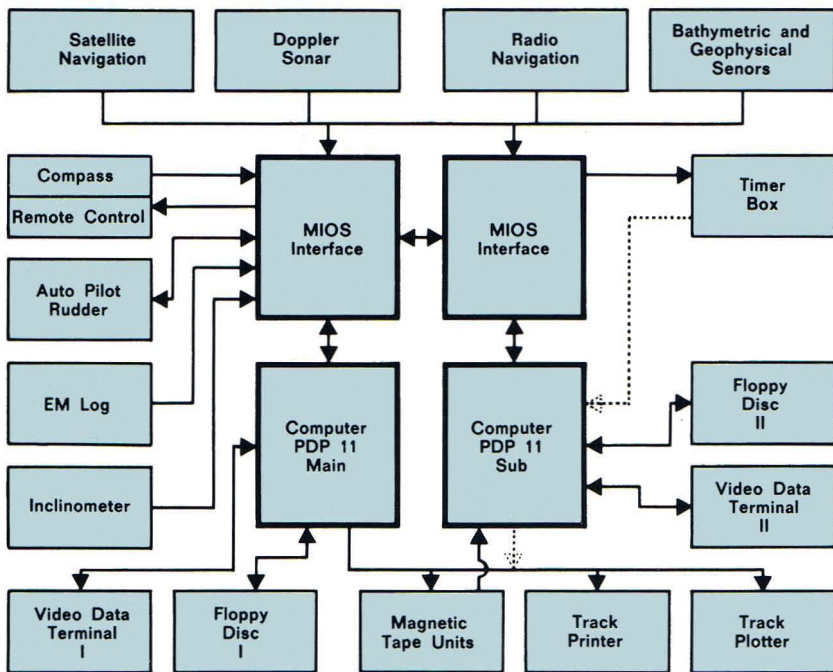 Satellite
Navigation
Doppler
Sonar
Radio
Navigation
Bathymetric and
Geophysical
Senors
Compass
Remote Control
MIOS
Interface
MIOS
Interface
Timer
Box
Auto Pilot
Rudder
EM Log
Computer
PDP 11
Main
Computer
PDP 11
Sub
Floppy
Disc
II
Inclinometer
Video Data
Terminal
II
Video Data
Terminal
I
Floppy
Disc
I
Magnetic
Tape Units
Track
Printer
Track
Plotter